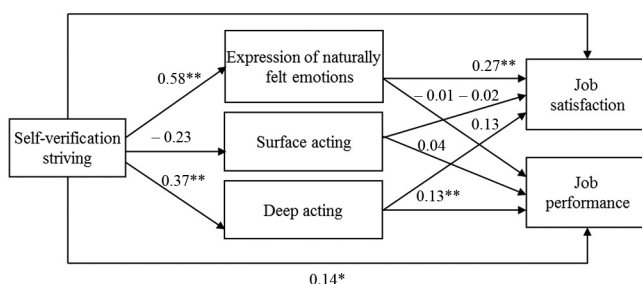 Expression of naturally
felt emotions
0.58**
0.27**
Job
satisfaction
– 0.01 – 0.02
0.13
Self-verification
striving
– 0.23
Surface acting
0.04
0.37**
Deep acting
0.13**
Job
performance
0.14*